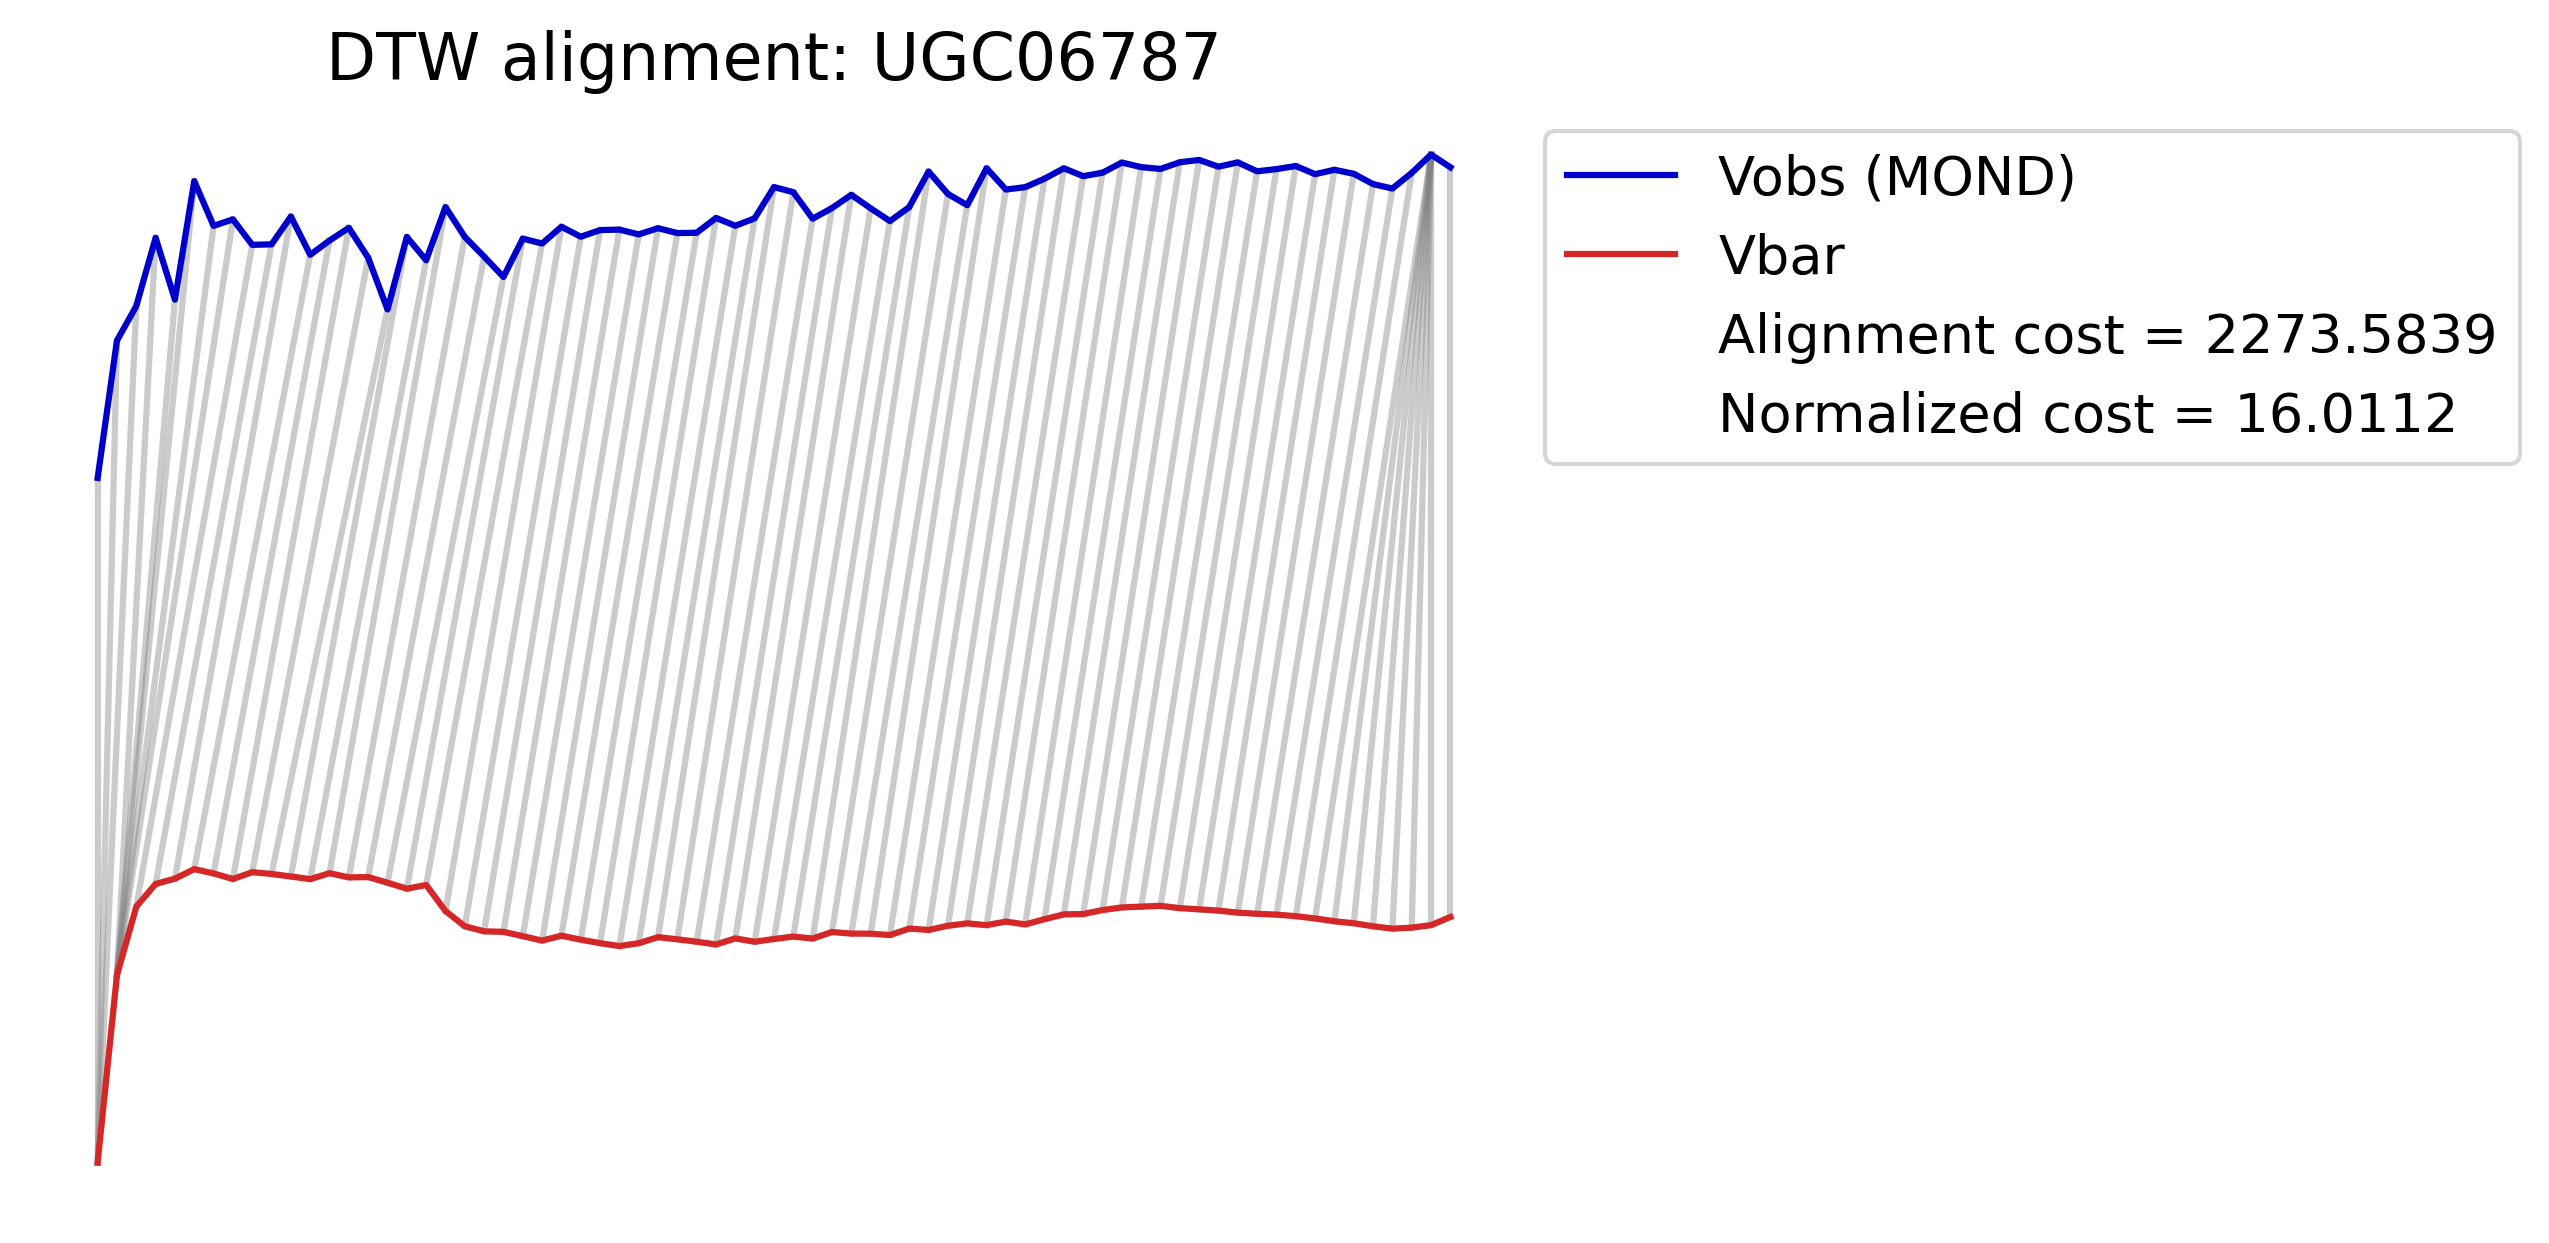 DTW alignment: UGC06787
Vobs (MOND)
Vbar
Alignment cost = 2273.5839
Normalized cost = 16.0112